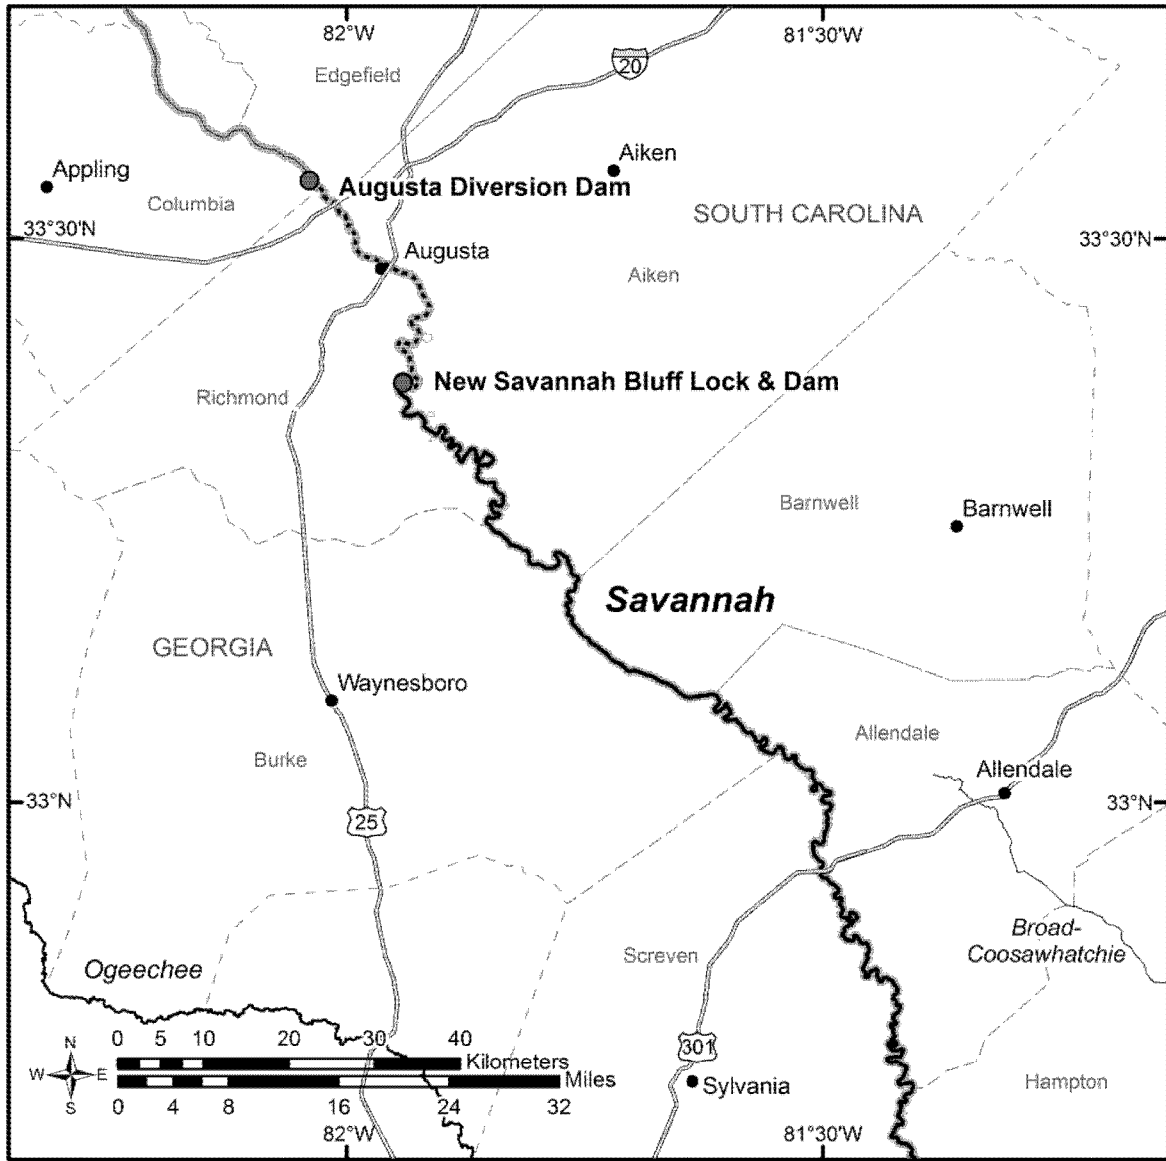 82°W
81°30'W
Edgefield
20
Appling
Aiken
Augusta Diversion Dam
Columbia
SOUTH CAROLINA
33°30'N
33°30'N
Augusta
Aiken
New Savannah Bluff Lock & Dam
Richmond
Barnwell
Barnwell
Savannah
GEORGIA
Waynesboro
Allendale
Burke
Allendale
33°N
33°N
25
Broad-
Coosawhatchie
Screven
Ogeechee
N
W E
S
0 5 10 20 30 40
Kilometers
Miles
0 4 8 16 24 32
301
Sylvania
Hampton
82°W
81°30'W